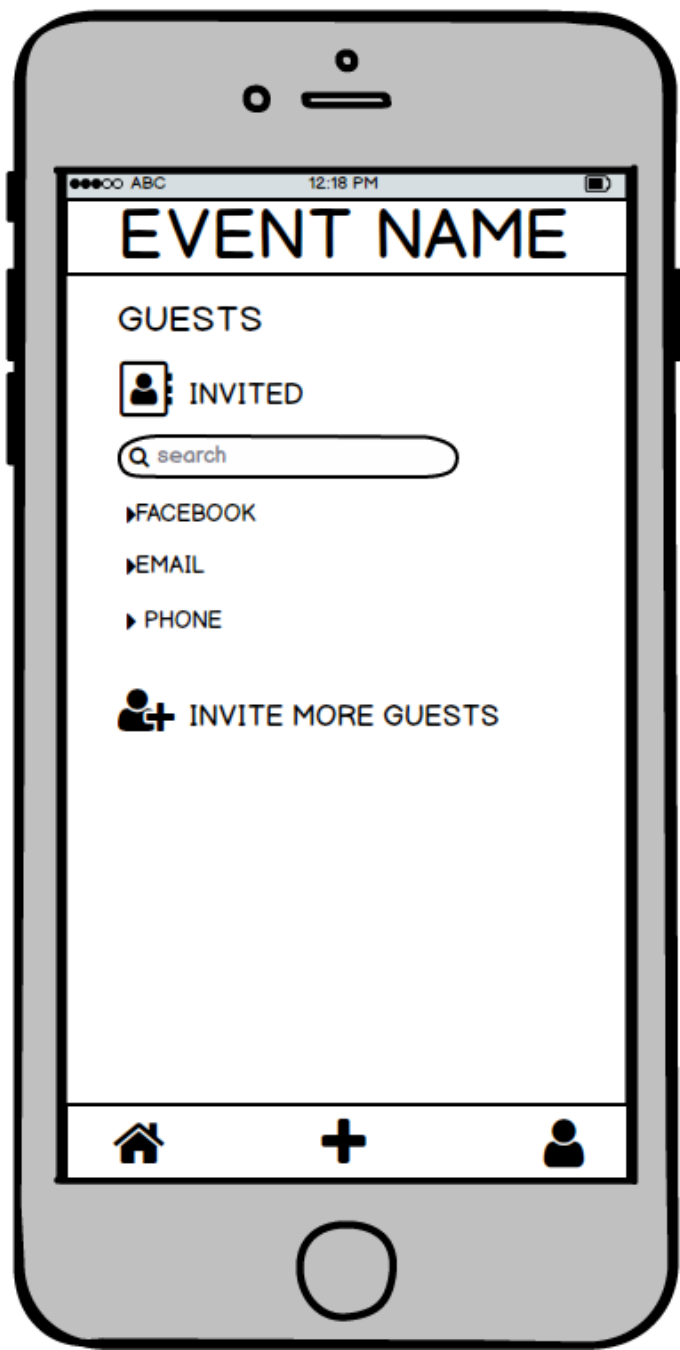 ABC 12:18 PM
EVENT NAME
GUESTS
INVITED
search
FACEBOOK
EMAIL
PHONE
INVITE MORE GUESTS